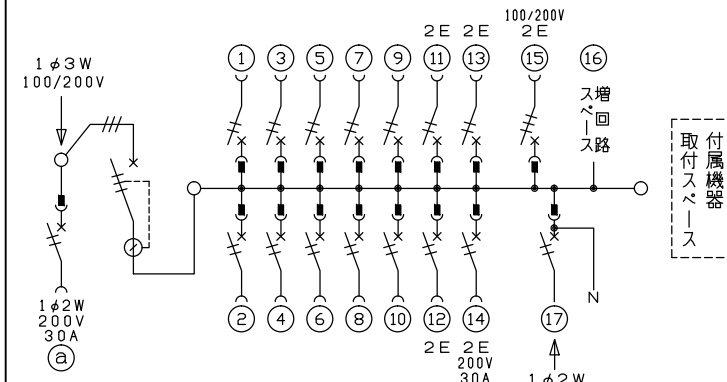 100/200V
2E 2E 2E
1 3 5 7 9 11 13 15 16
1φ3W
100/200V
増回路
スペース
付属機器
取付スペース
N
1φ2W
200V
30A
a
2 4 6 8 10 12 14 17
2E 2E
200V
30A
1φ2W